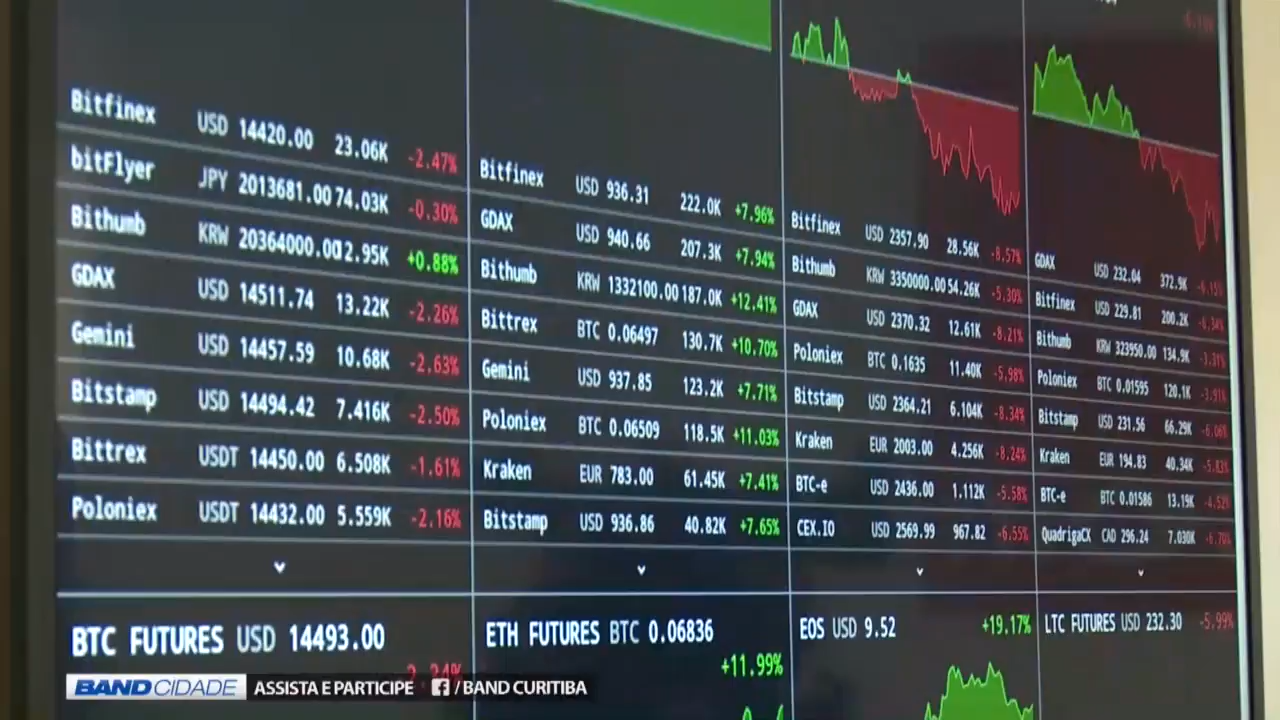 Bitfinex USD 14420.00 23.06K -2.47%
bitFlyer JPY 2013681.00 74.03K -0.30%
Bithumb KRW 20364000.00 2.95K +0.88%
GDAX USD 14511.74 13.22K -2.26%
Gemini USD 14457.59 10.68K -2.63%
Bitstamp USD 14494.42 7.416K -2.50%
Bittrex USDT 14450.00 6.508K -1.61%
Poloniex USDT 14432.00 5.559K -2.16%
BTC FUTURES USD 14493.00
Bitfinex USD 936.31 222.0K +7.96%
GDAX USD 940.66 207.3K +7.94%
Bithumb KRW 1332100.00 187.0K +12.41%
Bittrex BTC 0.06497 130.7K +10.70%
Gemini USD 937.85 123.2K +7.71%
Poloniex BTC 0.06509 118.5K +11.03%
Kraken EUR 783.00 61.45K +7.41%
Bitstamp USD 936.86 40.82K +7.65%
ETH FUTURES BTC 0.06836
+11.99%
Bitfinex USD 2357.90 28.56K -8.57%
Bithumb KRW 3350000.00 54.26K -5.30%
GDAX USD 2370.32 12.61K -8.21%
Poloniex BTC 0.1635 11.40K -5.98%
Bitstamp USD 2364.21 6.104K -8.34%
Kraken EUR 2003.00 4.256K -8.24%
BTC-e USD 2436.00 1.112K -5.58%
CEX.IO USD 2569.99 967.82 -6.55%
EOS USD 9.52 +19.17%
GDAX USD 232.04 372.9K
Bitfinex USD 229.81 200.2K
Bithumb KRW 323950.00 134.9K
Poloniex BTC 0.01595 120.1K
Bitstamp USD 231.56 66.29K
Kraken EUR 194.83 40.34K
BTC-e BTC 0.01586 13.19K
QuadrigaCX CAD 296.24 7.030K
LTC FUTURES USD 232.30 -5.99%
BAND CIDADE ASSISTA E PARTICIPE f /BAND CURITIBA